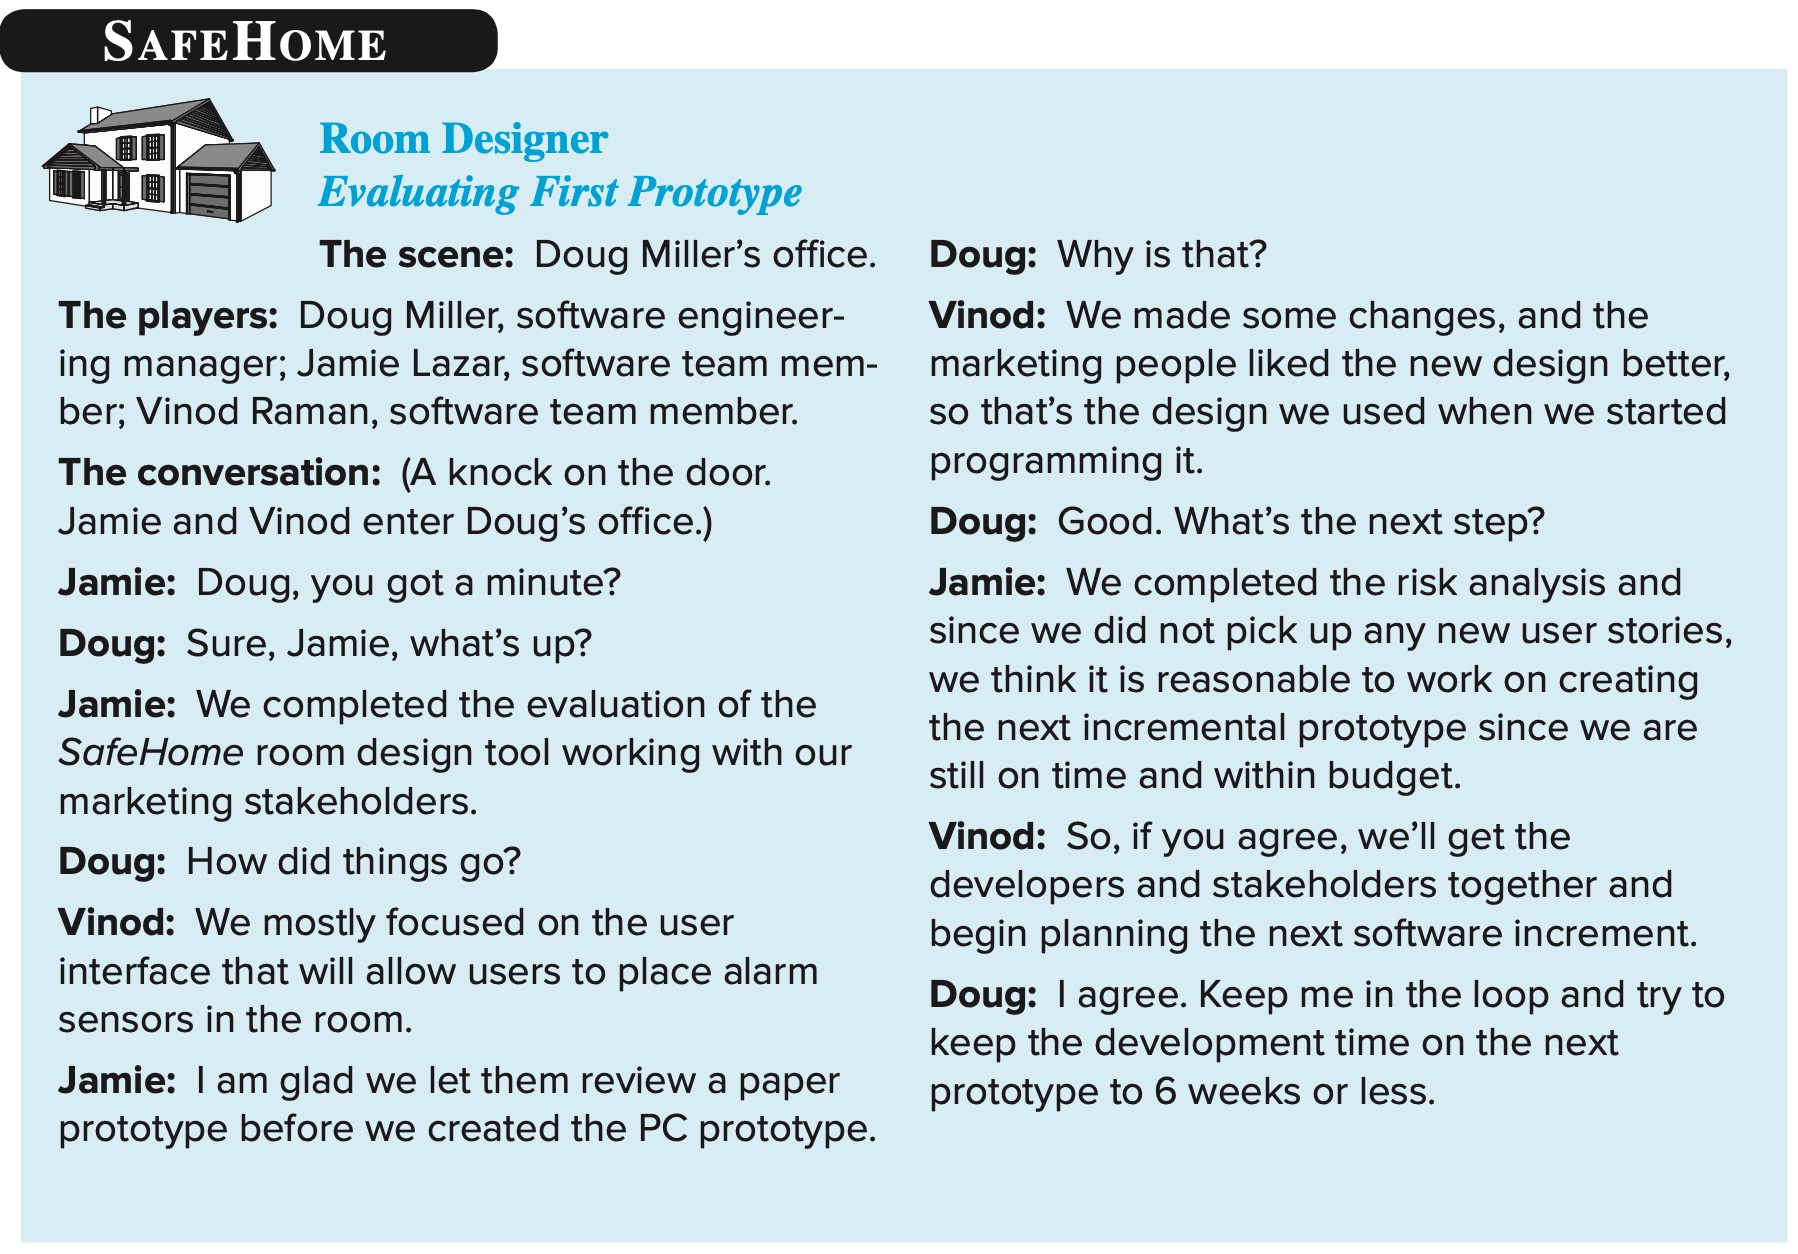 SAFEHOME
Room Designer
Evaluating First Prototype
The scene: Doug Miller’s office.
The players: Doug Miller, software engineer-
ing manager; Jamie Lazar, software team mem-
ber; Vinod Raman, software team member.
The conversation: (A knock on the door.
Jamie and Vinod enter Doug’s office.)
Jamie: Doug, you got a minute?
Doug: Sure, Jamie, what’s up?
Jamie: We completed the evaluation of the
SafeHome room design tool working with our
marketing stakeholders.
Doug: How did things go?
Vinod: We mostly focused on the user
interface that will allow users to place alarm
sensors in the room.
Jamie: I am glad we let them review a paper
prototype before we created the PC prototype.
Doug: Why is that?
Vinod: We made some changes, and the
marketing people liked the new design better,
so that’s the design we used when we started
programming it.
Doug: Good. What’s the next step?
Jamie: We completed the risk analysis and
since we did not pick up any new user stories,
we think it is reasonable to work on creating
the next incremental prototype since we are
still on time and within budget.
Vinod: So, if you agree, we’ll get the
developers and stakeholders together and
begin planning the next software increment.
Doug: I agree. Keep me in the loop and try to
keep the development time on the next
prototype to 6 weeks or less.